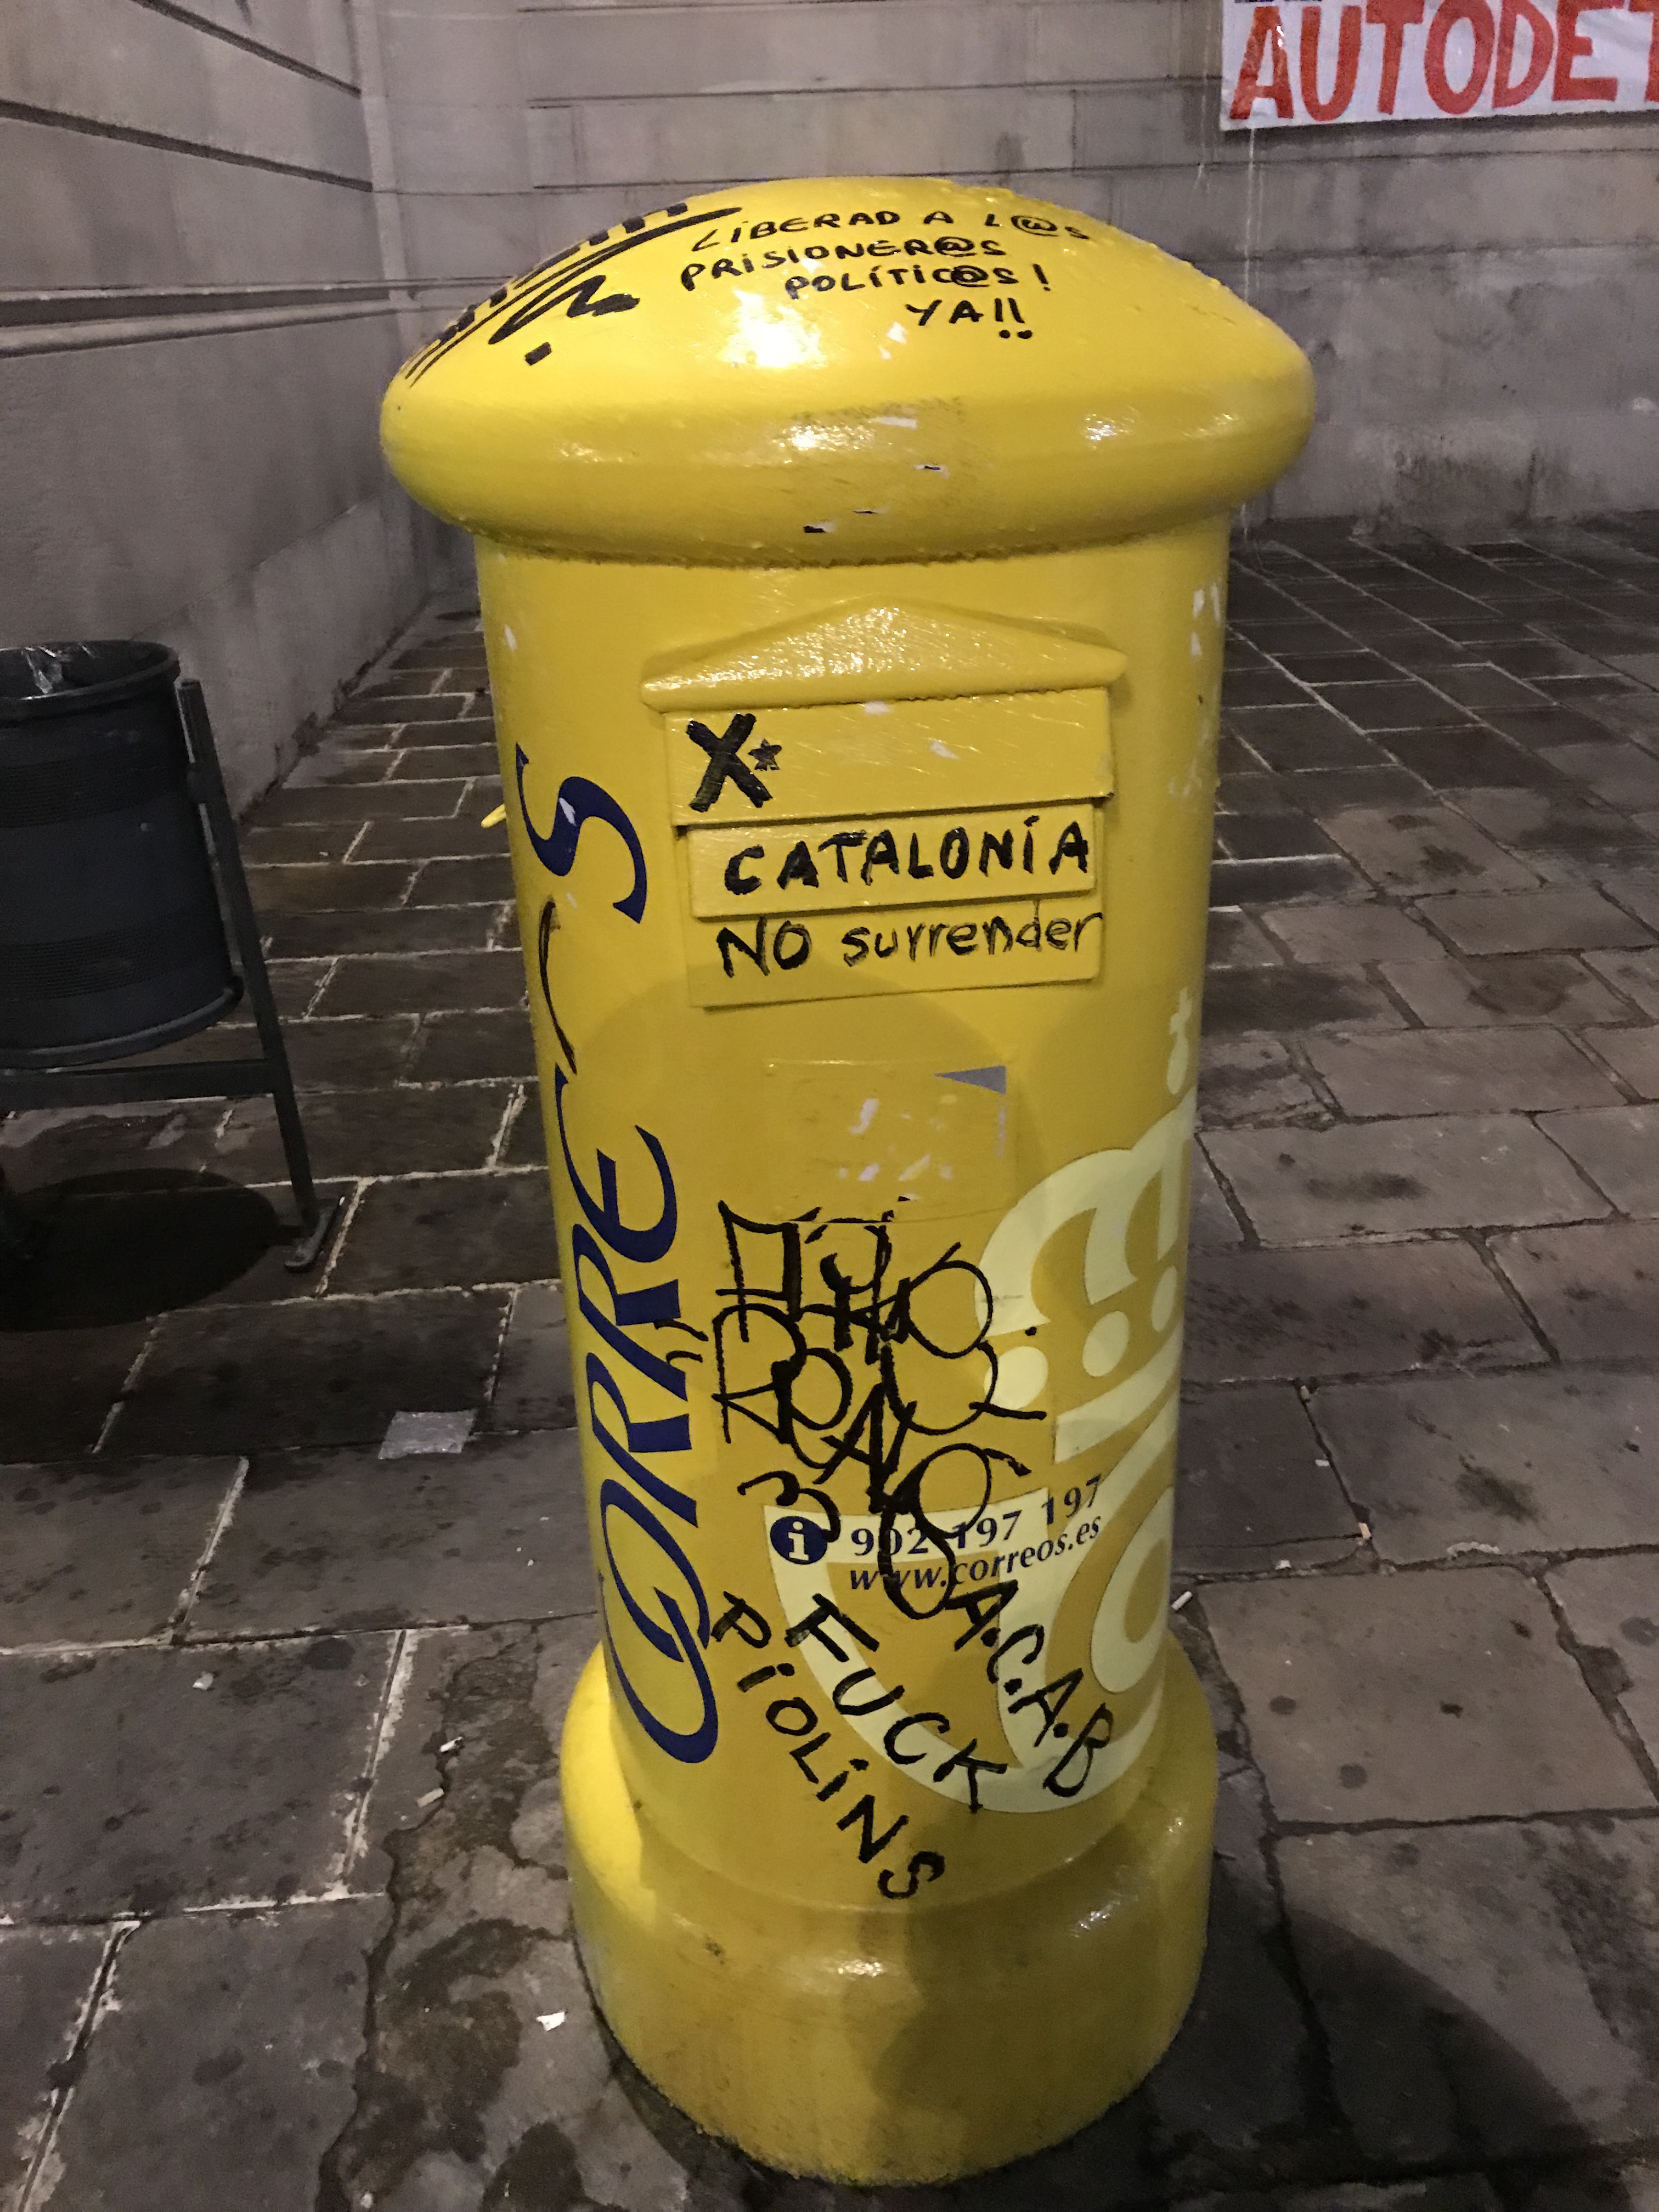 AUTODET
LIBERAD A L@S
PRISIONER@S
POLÍTIC@S!
YA!!
X
CATALONIA
NO surrender
CORREOS
902 197 197
www.correos.es
A.C.A.B
FUCK
PIOLINS